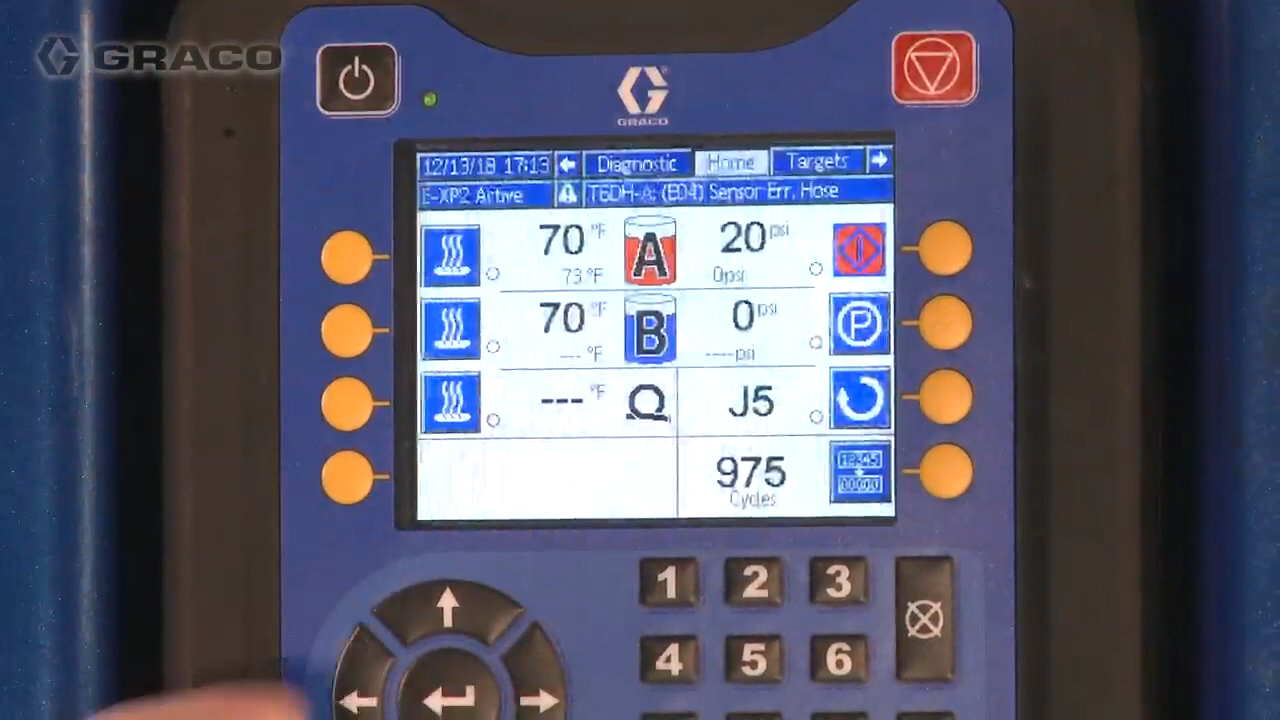 GRACO
GRACO
12/13/18 17:13 Diagnostic Home Targets
E-XP2 Active T6DH-A: (E04) Sensor Err. Hose
70 °F A 20 psi
73 °F 0psi
70 °F B 0 psi
--- °F ----psi
--- °F J5
975
Cycles
00000
1 2 3
4 5 6